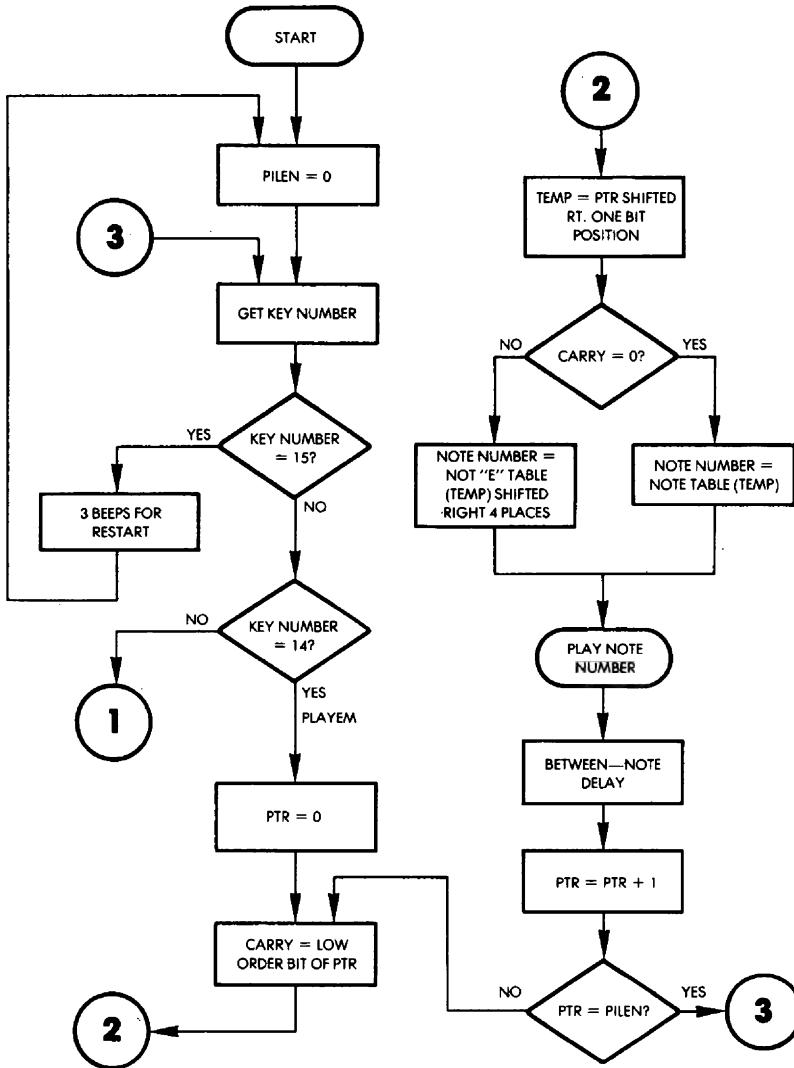 START
PILEN = 0
3
GET KEY NUMBER
KEY NUMBER
= 15?
YES
NO
3 BEEPS FOR
RESTART
KEY NUMBER
= 14?
NO
YES
PLAYEM
1
PTR = 0
CARRY = LOW
ORDER BIT OF PTR
2
2
TEMP = PTR SHIFTED
RT. ONE BIT
POSITION
CARRY = 0?
NO
YES
NOTE NUMBER =
NOT "E" TABLE
(TEMP) SHIFTED
RIGHT 4 PLACES
NOTE NUMBER =
NOTE TABLE (TEMP)
PLAY NOTE
NUMBER
BETWEEN—NOTE
DELAY
PTR = PTR + 1
PTR = PILEN?
NO
YES
3